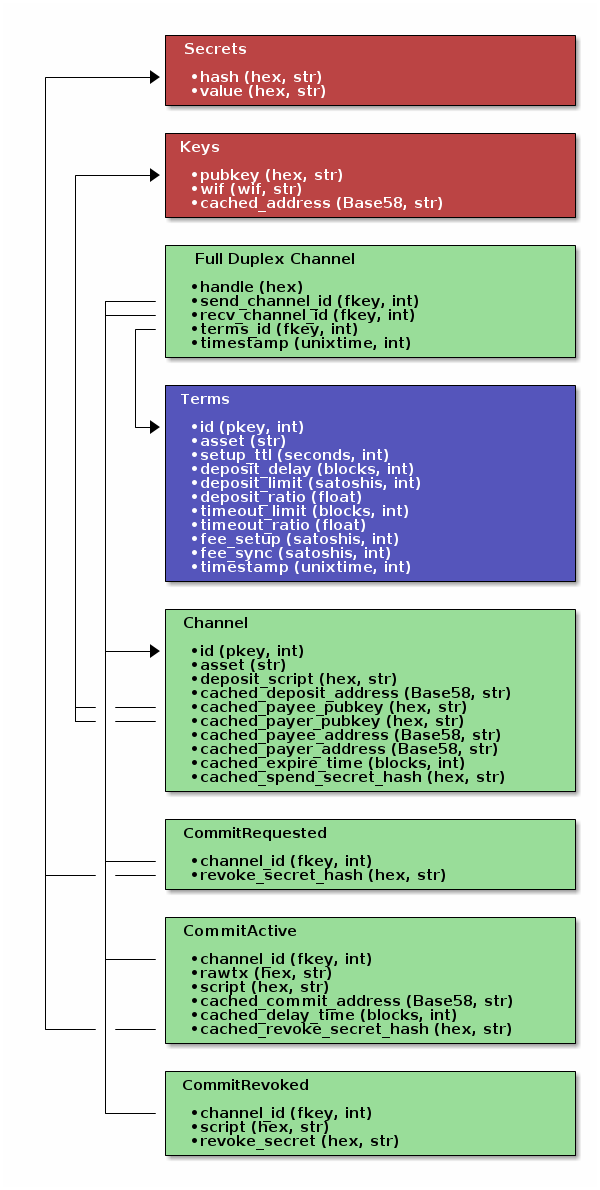 Secrets
•hash (hex, str)
•value (hex, str)
Keys
•pubkey (hex, str)
•wif (wif, str)
•cached_address (Base58, str)
Full Duplex Channel
•handle (hex)
•send_channel_id (fkey, int)
•recv_channel_id (fkey, int)
•terms_id (fkey, int)
•timestamp (unixtime, int)
Terms
•id (pkey, int)
•asset (str)
•setup_ttl (seconds, int)
•deposit_delay (blocks, int)
•deposit_limit (satoshis, int)
•deposit_ratio (float)
•timeout_limit (blocks, int)
•timeout_ratio (float)
•fee_setup (satoshis, int)
•fee_sync (satoshis, int)
•timestamp (unixtime, int)
Channel
•id (pkey, int)
•asset (str)
•deposit_script (hex, str)
•cached_deposit_address (Base58, str)
•cached_payee_pubkey (hex, str)
•cached_payer_pubkey (hex, str)
•cached_payee_address (Base58, str)
•cached_payer_address (Base58, str)
•cached_expire_time (blocks, int)
•cached_spend_secret_hash (hex, str)
CommitRequested
•channel_id (fkey, int)
•revoke_secret_hash (hex, str)
CommitActive
•channel_id (fkey, int)
•rawtx (hex, str)
•script (hex, str)
•cached_commit_address (Base58, str)
•cached_delay_time (blocks, int)
•cached_revoke_secret_hash (hex, str)
CommitRevoked
•channel_id (fkey, int)
•script (hex, str)
•revoke_secret (hex, str)